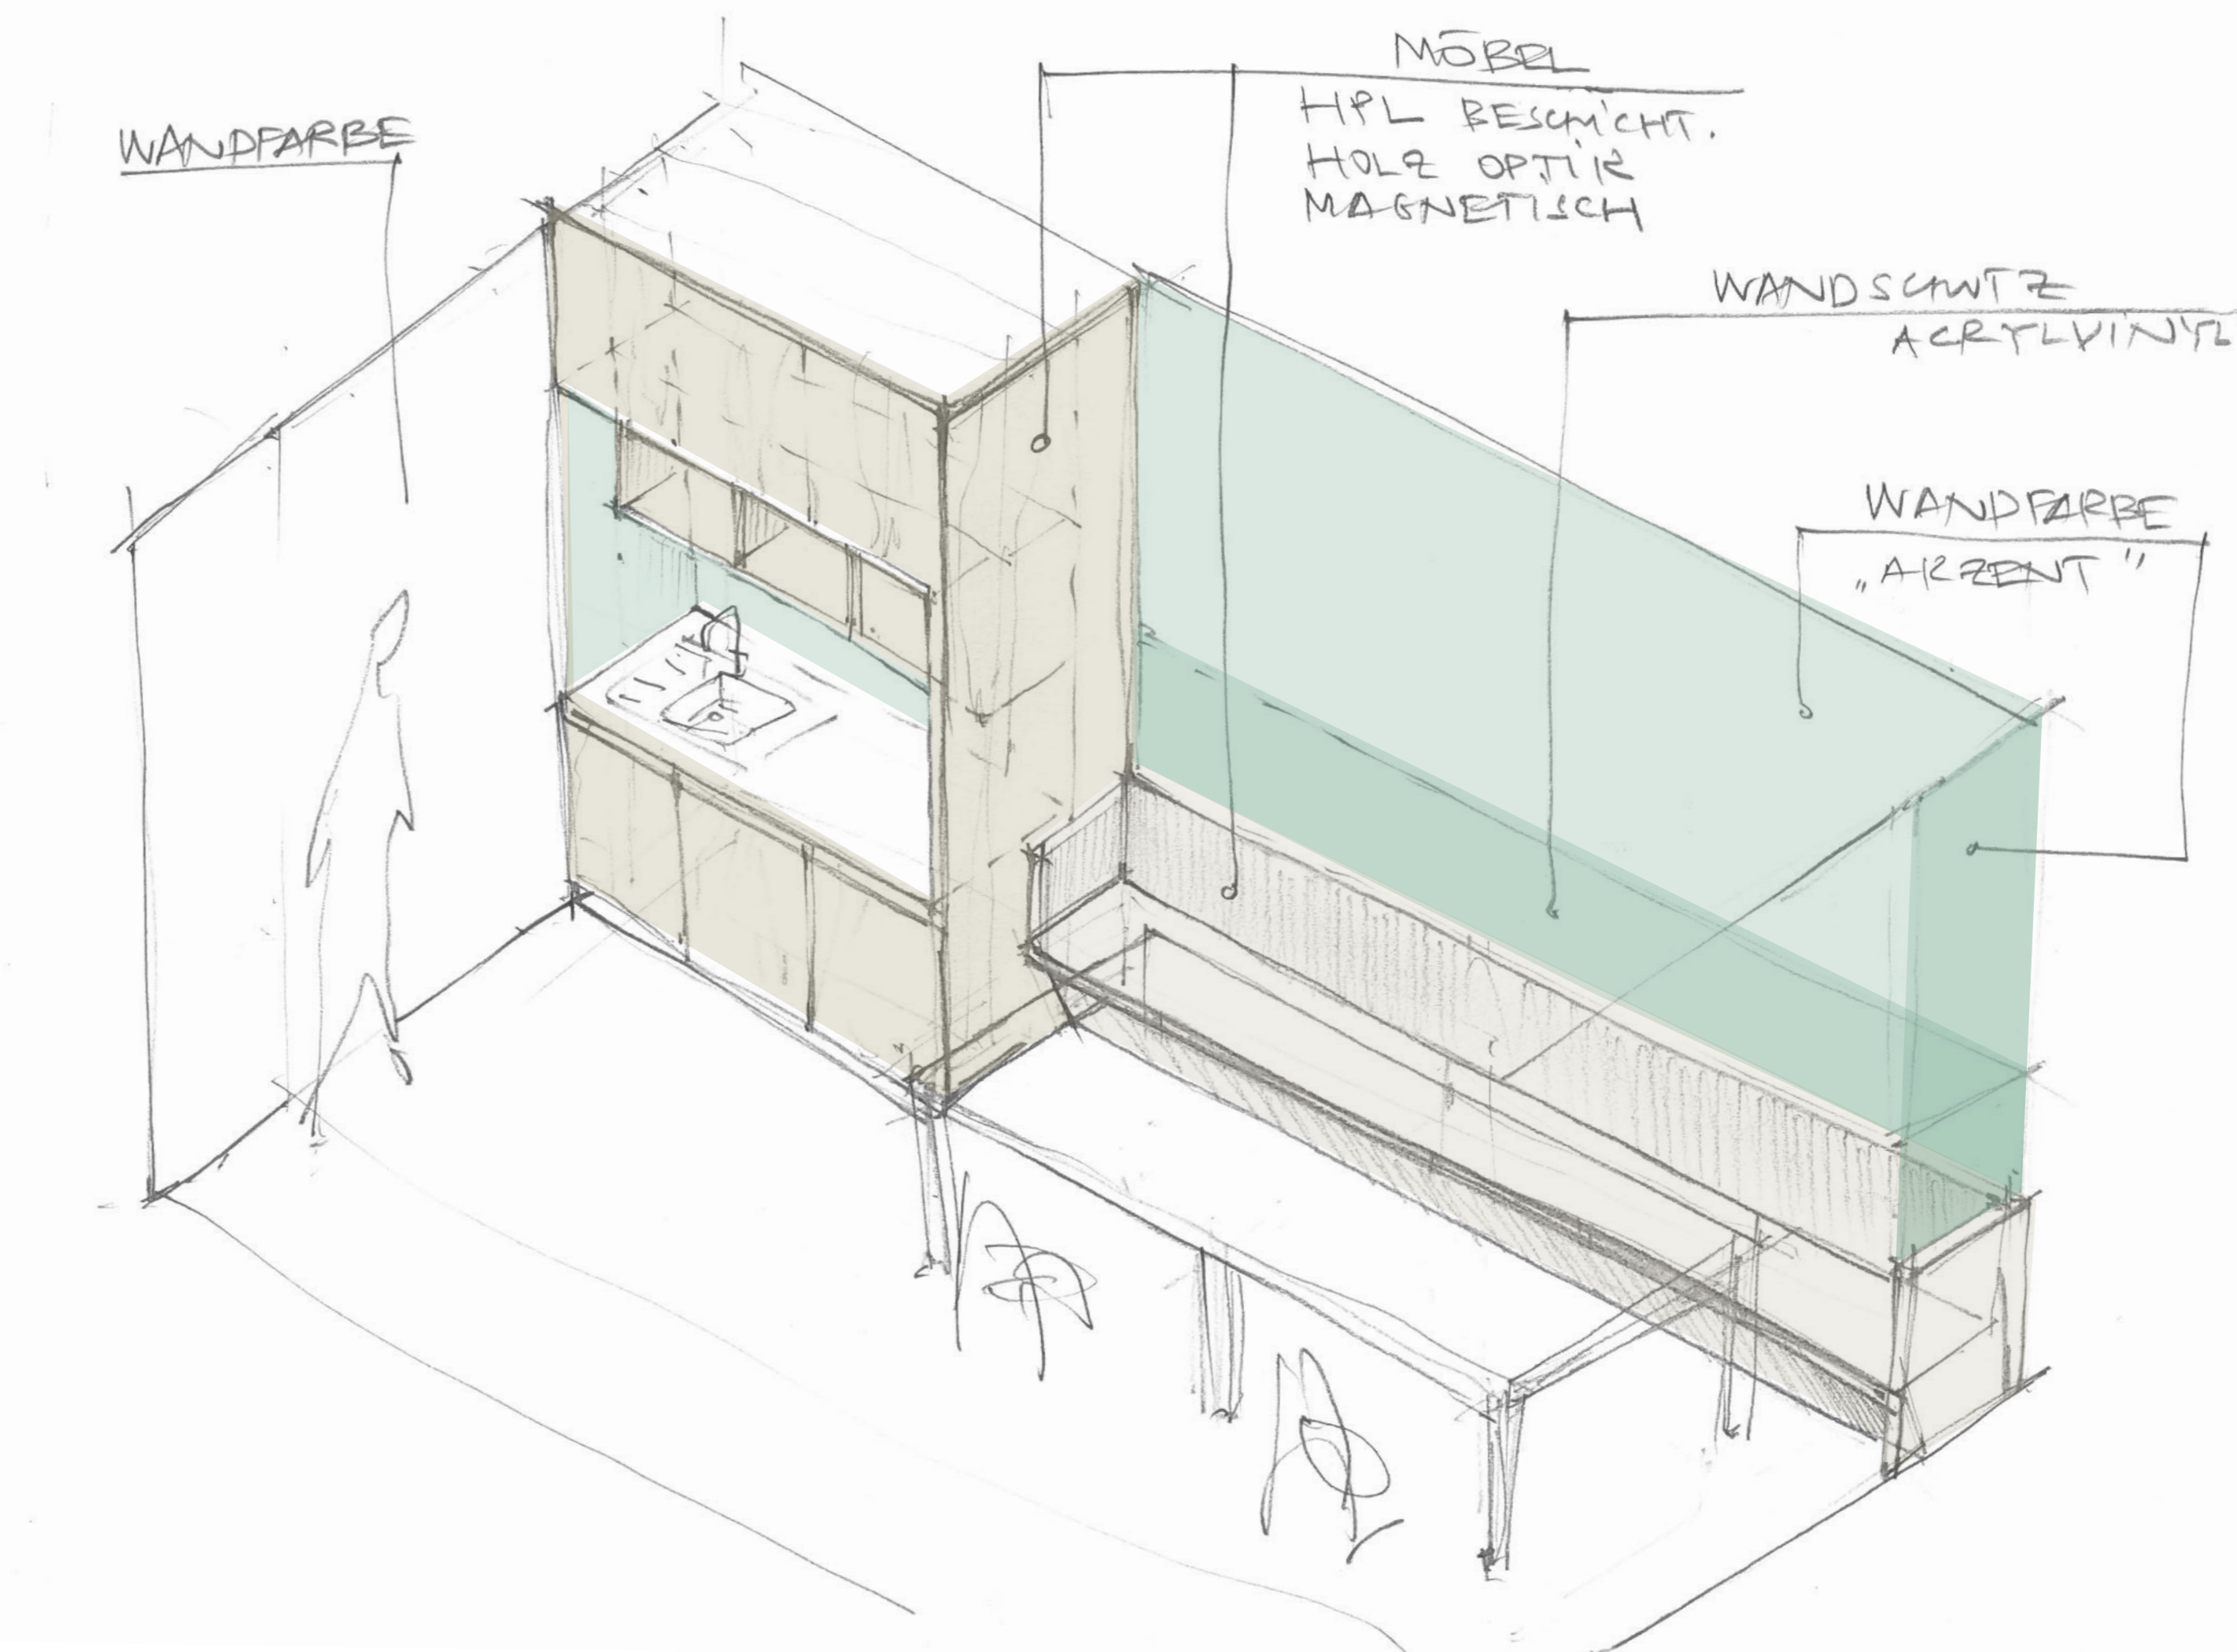 WANDFARBE
MÖBEL
HPL BESCHICHT.
HOLZ OPTIK
MAGNETISCH
WANDSCHUTZ
ACRYLVINYL
WANDFARBE
„AKZENT"